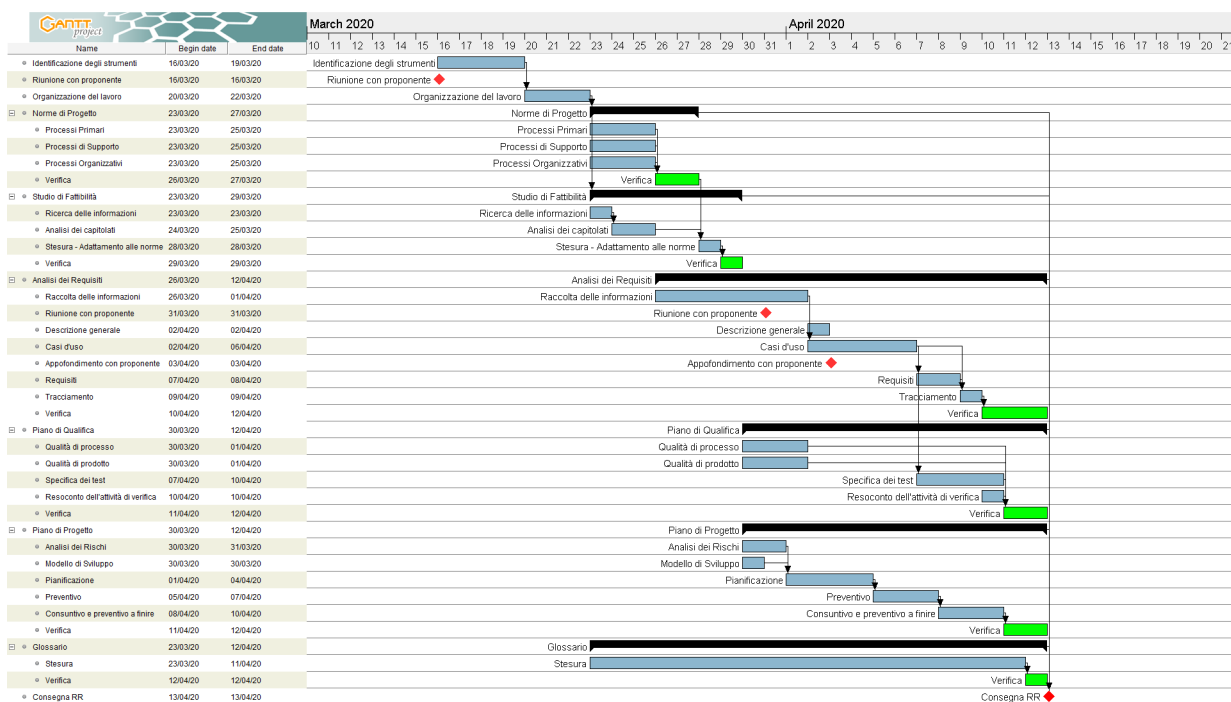 GANTT project
March 2020 April 2020
Name Begin date End date 10 11 12 13 14 15 16 17 18 19 20 21 22 23 24 25 26 27 28 29 30 31 1 2 3 4 5 6 7 8 9 10 11 12 13 14 15 16 17 18 19 20 21
Identificazione degli strumenti 16/03/20 19/03/20 Identificazione degli strumenti
Riunione con proponente 16/03/20 16/03/20 Riunione con proponente
Organizzazione del lavoro 20/03/20 22/03/20 Organizzazione del lavoro
Norme di Progetto 23/03/20 27/03/20 Norme di Progetto
Processi Primari 23/03/20 25/03/20 Processi Primari
Processi di Supporto 23/03/20 25/03/20 Processi di Supporto
Processi Organizzativi 23/03/20 25/03/20 Processi Organizzativi
Verifica 26/03/20 27/03/20 Verifica
Studio di Fattibilità 23/03/20 29/03/20 Studio di Fattibilità
Ricerca delle informazioni 23/03/20 23/03/20 Ricerca delle informazioni
Analisi dei capitolati 24/03/20 25/03/20 Analisi dei capitolati
Stesura - Adattamento alle norme 28/03/20 28/03/20 Stesura - Adattamento alle norme
Verifica 29/03/20 29/03/20 Verifica
Analisi dei Requisiti 26/03/20 12/04/20 Analisi dei Requisiti
Raccolta delle informazioni 26/03/20 01/04/20 Raccolta delle informazioni
Riunione con proponente 31/03/20 31/03/20 Riunione con proponente
Descrizione generale 02/04/20 02/04/20 Descrizione generale
Casi d'uso 02/04/20 06/04/20 Casi d'uso
Appofondimento con proponente 03/04/20 03/04/20 Appofondimento con proponente
Requisiti 07/04/20 08/04/20 Requisiti
Tracciamento 09/04/20 09/04/20 Tracciamento
Verifica 10/04/20 12/04/20 Verifica
Piano di Qualifica 30/03/20 12/04/20 Piano di Qualifica
Qualità di processo 30/03/20 01/04/20 Qualità di processo
Qualità di prodotto 30/03/20 01/04/20 Qualità di prodotto
Specifica dei test 07/04/20 10/04/20 Specifica dei test
Resoconto dell'attività di verifica 10/04/20 10/04/20 Resoconto dell'attività di verifica
Verifica 11/04/20 12/04/20 Verifica
Piano di Progetto 30/03/20 12/04/20 Piano di Progetto
Analisi dei Rischi 30/03/20 31/03/20 Analisi dei Rischi
Modello di Sviluppo 30/03/20 30/03/20 Modello di Sviluppo
Pianificazione 01/04/20 04/04/20 Pianificazione
Preventivo 05/04/20 07/04/20 Preventivo
Consuntivo e preventivo a finire 08/04/20 10/04/20 Consuntivo e preventivo a finire
Verifica 11/04/20 12/04/20 Verifica
Glossario 23/03/20 12/04/20 Glossario
Stesura 23/03/20 11/04/20 Stesura
Verifica 12/04/20 12/04/20 Verifica
Consegna RR 13/04/20 13/04/20 Consegna RR